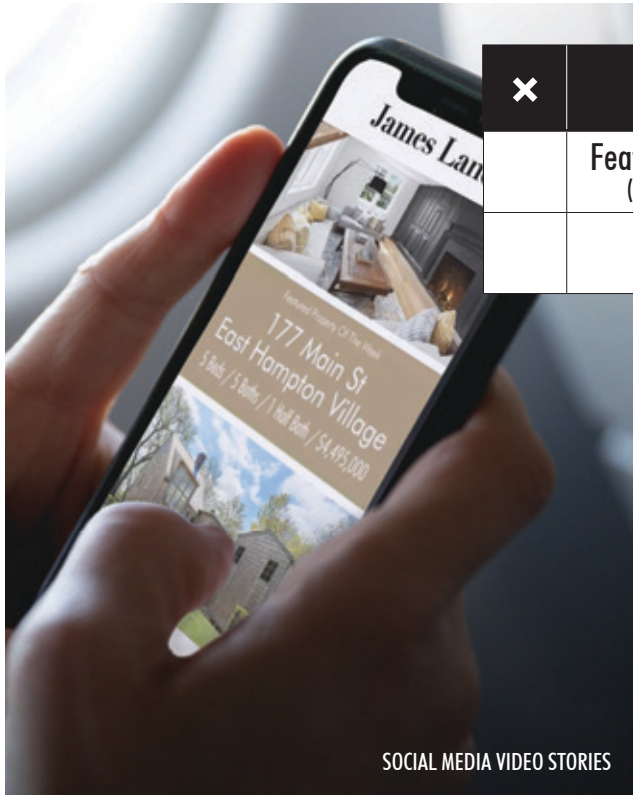 James Lan
Featured Property Of The Week
177 Main St
East Hampton Village
5 Beds / 5 Baths / 1 Half Bath / $4,495,000
×
Fea
(
SOCIAL MEDIA VIDEO STORIES